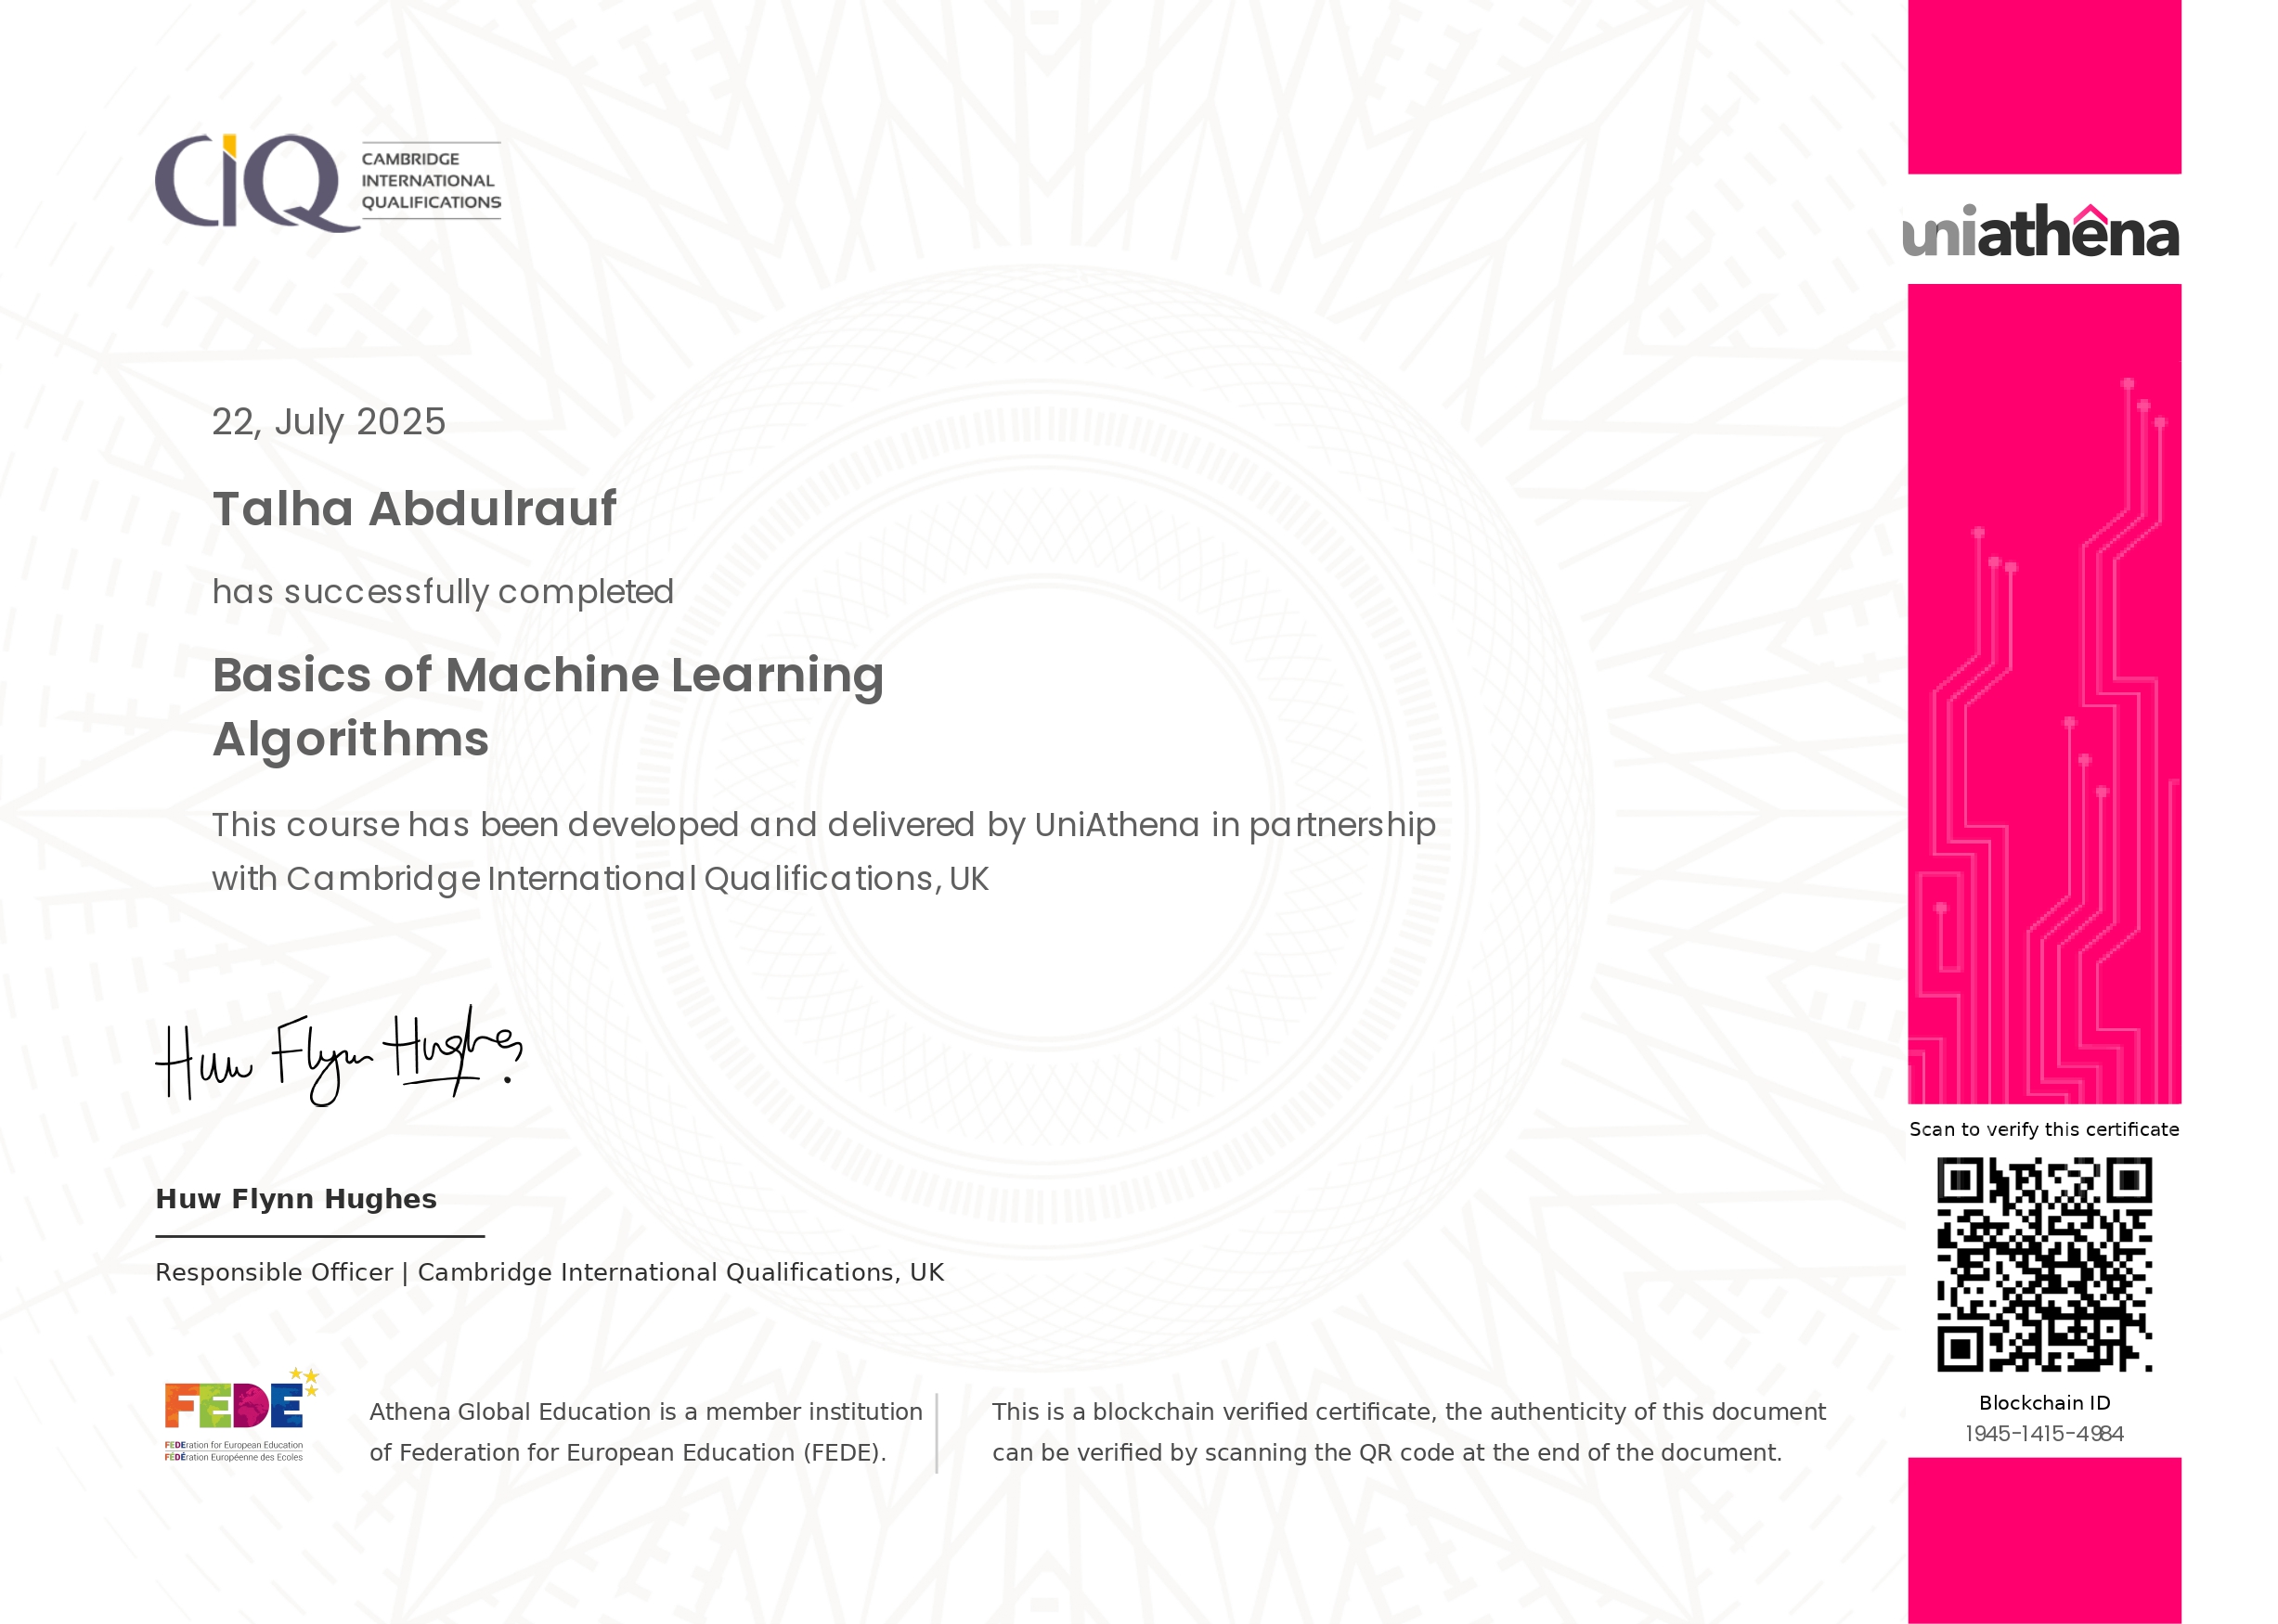 CIQ
CAMBRIDGE
INTERNATIONAL
QUALIFICATIONS
uniathêna
22, July 2025
Talha Abdulrauf
has successfully completed
Basics of Machine Learning
Algorithms
This course has been developed and delivered by UniAthena in partnership
with Cambridge International Qualifications, UK
Huw Flynn Hughes
Huw Flynn Hughes
Responsible Officer | Cambridge International Qualifications, UK
Scan to verify this certificate
Blockchain ID
1945-1415-4984
FEDE
FEDEration for European Education
FÉDÉration Européenne des Ecoles
Athena Global Education is a member institution
of Federation for European Education (FEDE).
This is a blockchain verified certificate, the authenticity of this document
can be verified by scanning the QR code at the end of the document.